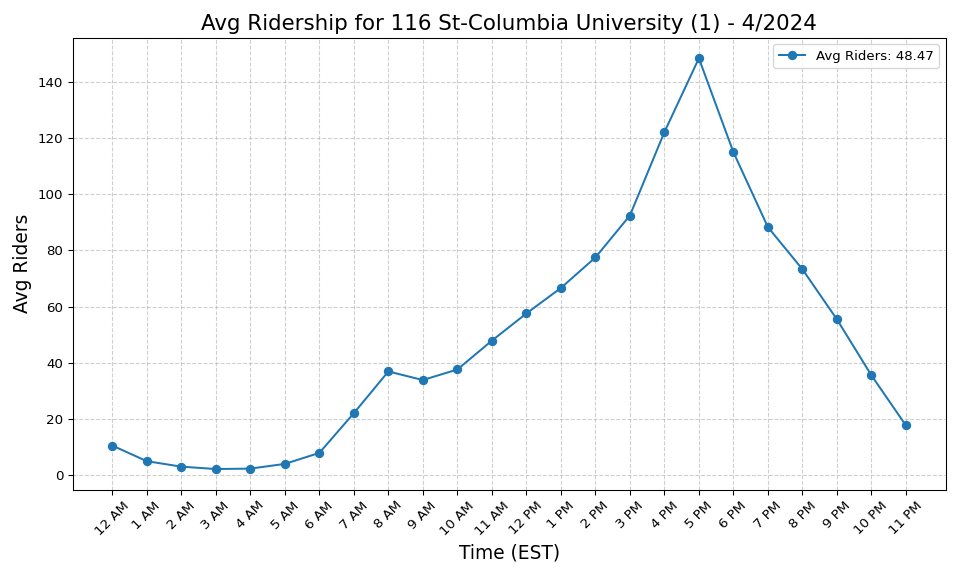 Avg Ridership for 116 St-Columbia University (1) - 4/2024
Avg Riders: 48.47
Avg Riders
140
120
100
80
60
40
20
0
12 AM
1 AM
2 AM
3 AM
4 AM
5 AM
6 AM
7 AM
8 AM
9 AM
10 AM
11 AM
12 PM
1 PM
2 PM
3 PM
4 PM
5 PM
6 PM
7 PM
8 PM
9 PM
10 PM
11 PM
Time (EST)